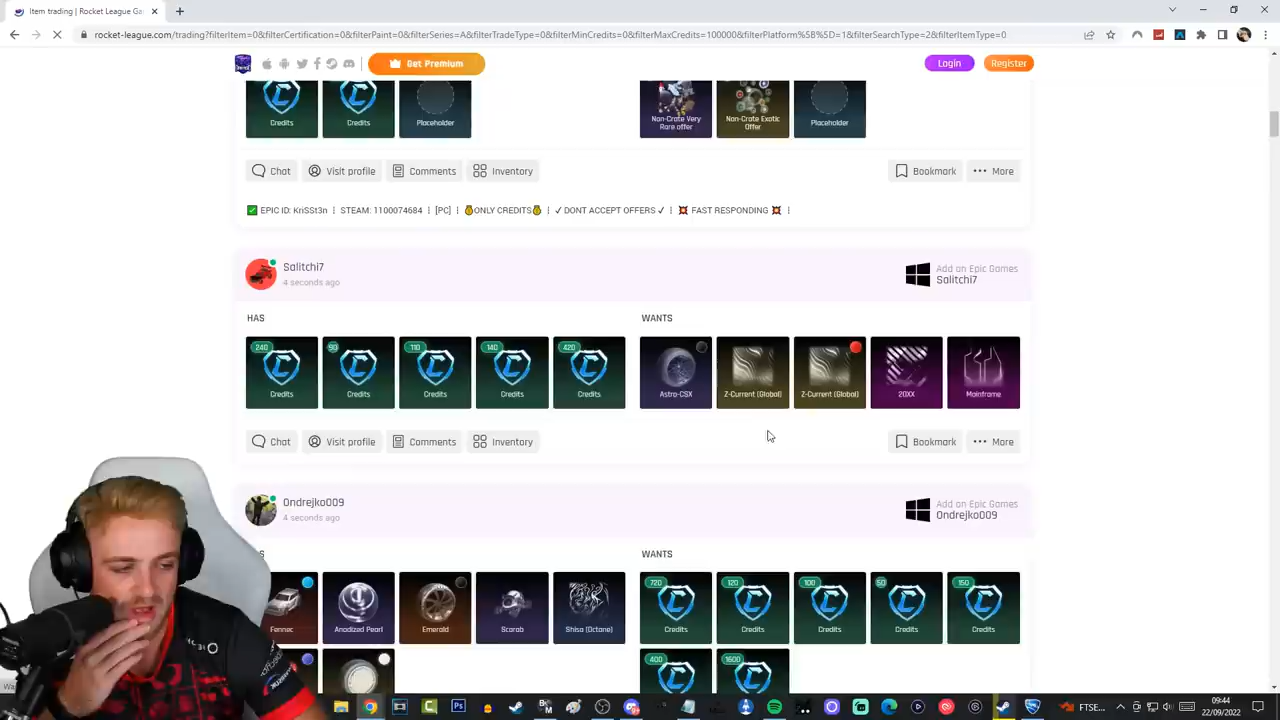 Item trading | Rocket League Ga
rocket-league.com/trading?filterItem=0&filterCertification=0&filterPaint=0&filterSeries=A&filterTradeType=0&filterMinCredits=0&filterMaxCredits=100000&filterPlatform%5B%5D=1&filterSearchType=2&filterItemType=0
Get Premium
Login
Register
Credits
Credits
Placeholder
Non-Crate Very Rare offer
Non-Crate Exotic Offer
Placeholder
Chat
Visit profile
Comments
Inventory
Bookmark
More
EPIC ID: KriSSt3n ⁞ STEAM: 1100074684 ⁞ [PC] ⁞ 💰ONLY CREDITS💰 ⁞ ✓ DONT ACCEPT OFFERS ✓ ⁞ 💥 FAST RESPONDING 💥 ⁞
Salitchi7
4 seconds ago
Add on Epic Games
Salitchi7
HAS
WANTS
240 Credits
90 Credits
110 Credits
140 Credits
420 Credits
Astro-CSX
Z-Current (Global)
Z-Current (Global)
20XX
Mainframe
Chat
Visit profile
Comments
Inventory
Bookmark
More
Ondrejko009
4 seconds ago
Add on Epic Games
Ondrejko009
S
WANTS
Fennec
Anodized Pearl
Emerald
Scarab
Shisa (Octane)
720 Credits
120 Credits
100 Credits
50 Credits
150 Credits
400
1600
Wa
FTSE...
09:44
22/09/2022